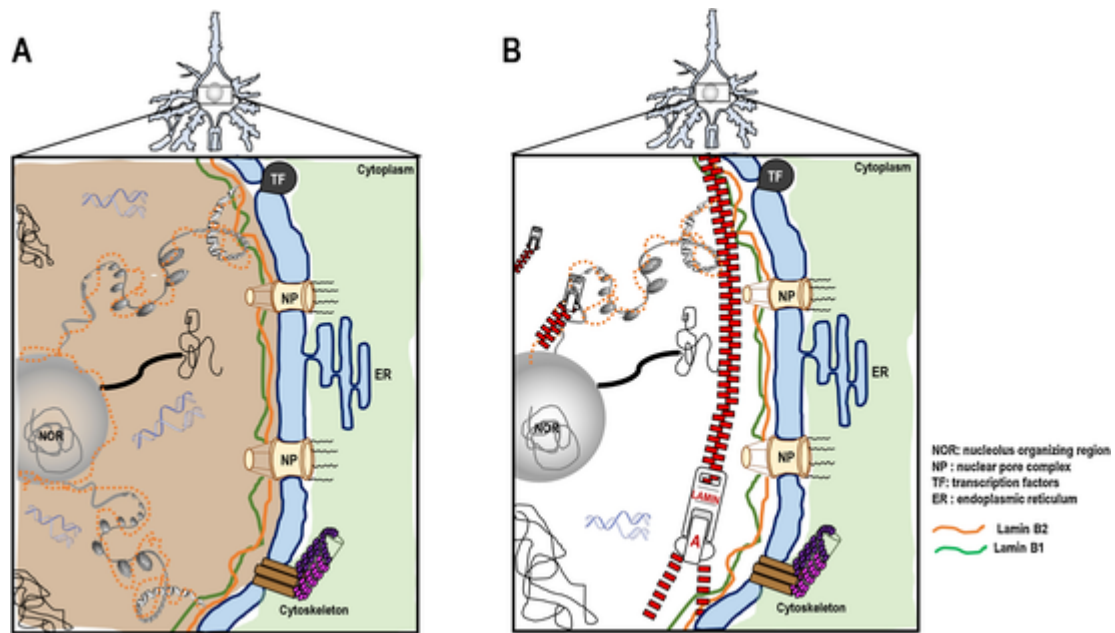 A
B
TF
Cytoplasm
NP
ER
NOR
NP
Cytoskeleton
TF
Cytoplasm
NP
ER
NOR
NP
LAMIN
A
Cytoskeleton
NOR: nucleolus organizing region
NP : nuclear pore complex
TF: transcription factors
ER : endoplasmic reticulum
Lamin B2
Lamin B1